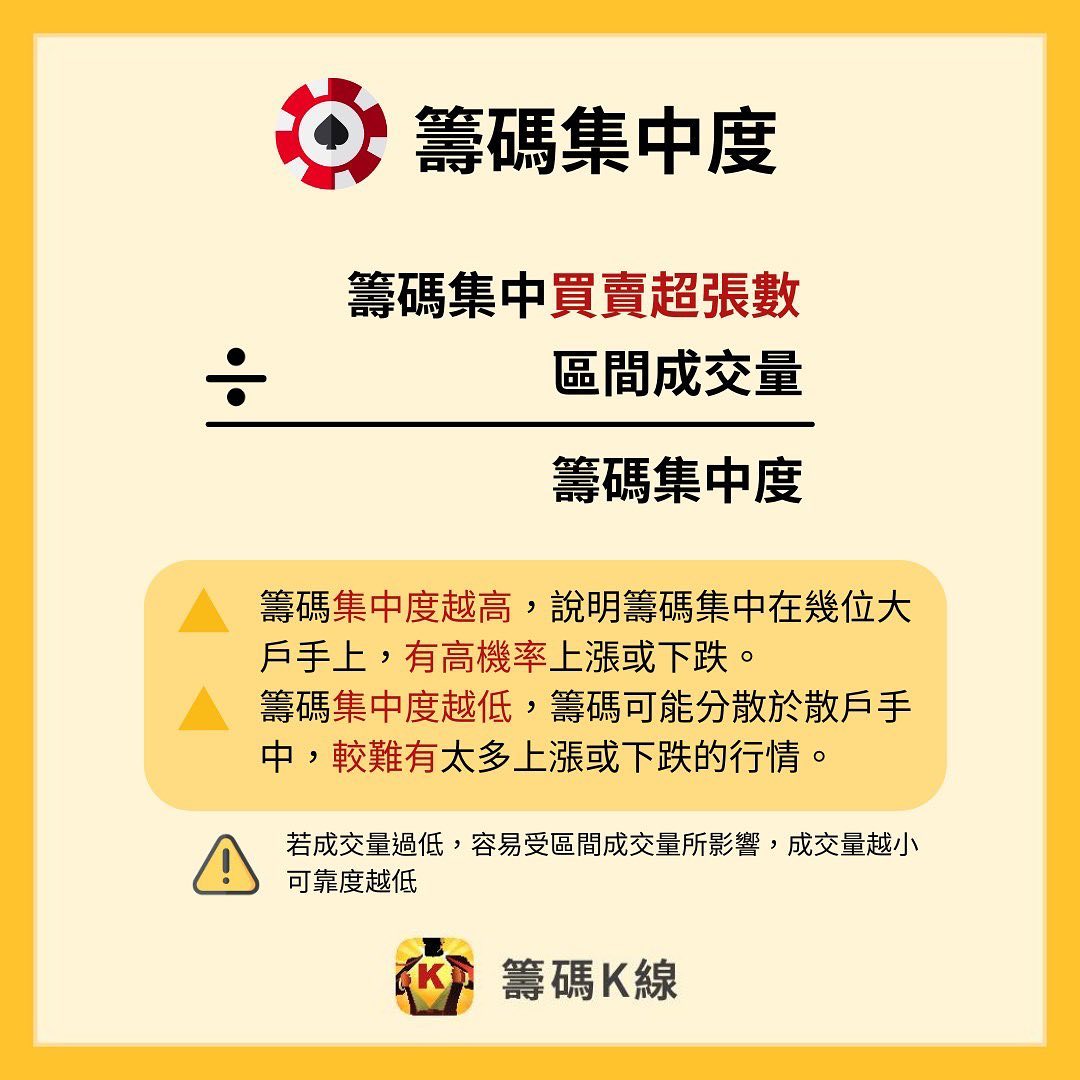 籌碼集中度
籌碼集中買賣超張數
÷ 區間成交量
籌碼集中度
籌碼集中度越高，說明籌碼集中在幾位大
戶手上，有高機率上漲或下跌。
籌碼集中度越低，籌碼可能分散於散戶手
中，較難有太多上漲或下跌的行情。
若成交量過低，容易受區間成交量所影響，成交量越小
可靠度越低
K
籌碼K線